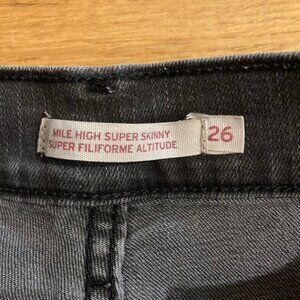 MILE HIGH SUPER SKINNY
SUPER FILIFORME ALTITUDE
26